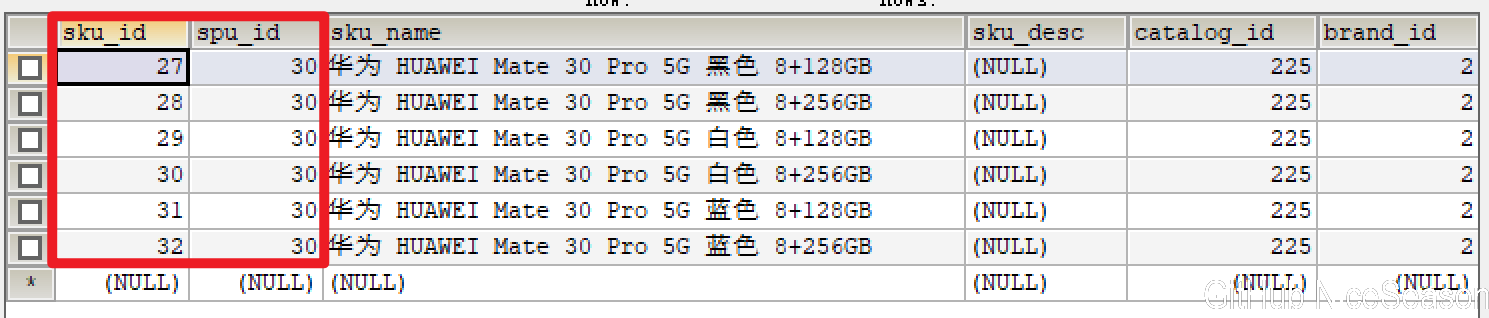 sku_id spu_id sku_name sku_desc catalog_id brand_id
27 30 华为 HUAWEI Mate 30 Pro 5G 黑色 8+128GB (NULL) 225 2
28 30 华为 HUAWEI Mate 30 Pro 5G 黑色 8+256GB (NULL) 225 2
29 30 华为 HUAWEI Mate 30 Pro 5G 白色 8+128GB (NULL) 225 2
30 30 华为 HUAWEI Mate 30 Pro 5G 白色 8+256GB (NULL) 225 2
31 30 华为 HUAWEI Mate 30 Pro 5G 蓝色 8+128GB (NULL) 225 2
32 30 华为 HUAWEI Mate 30 Pro 5G 蓝色 8+256GB (NULL) 225 2
* (NULL) (NULL) (NULL) (NULL) (NULL) (NULL)
GitHub NiceSeason